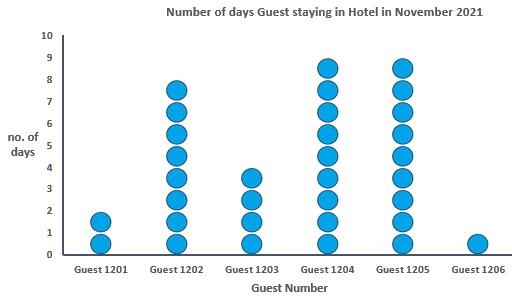 Number of days Guest staying in Hotel in November 2021
10
9
8
7
6
5
4
3
2
1
0
no. of
days
Guest 1201 Guest 1202 Guest 1203 Guest 1204 Guest 1205 Guest 1206
Guest Number